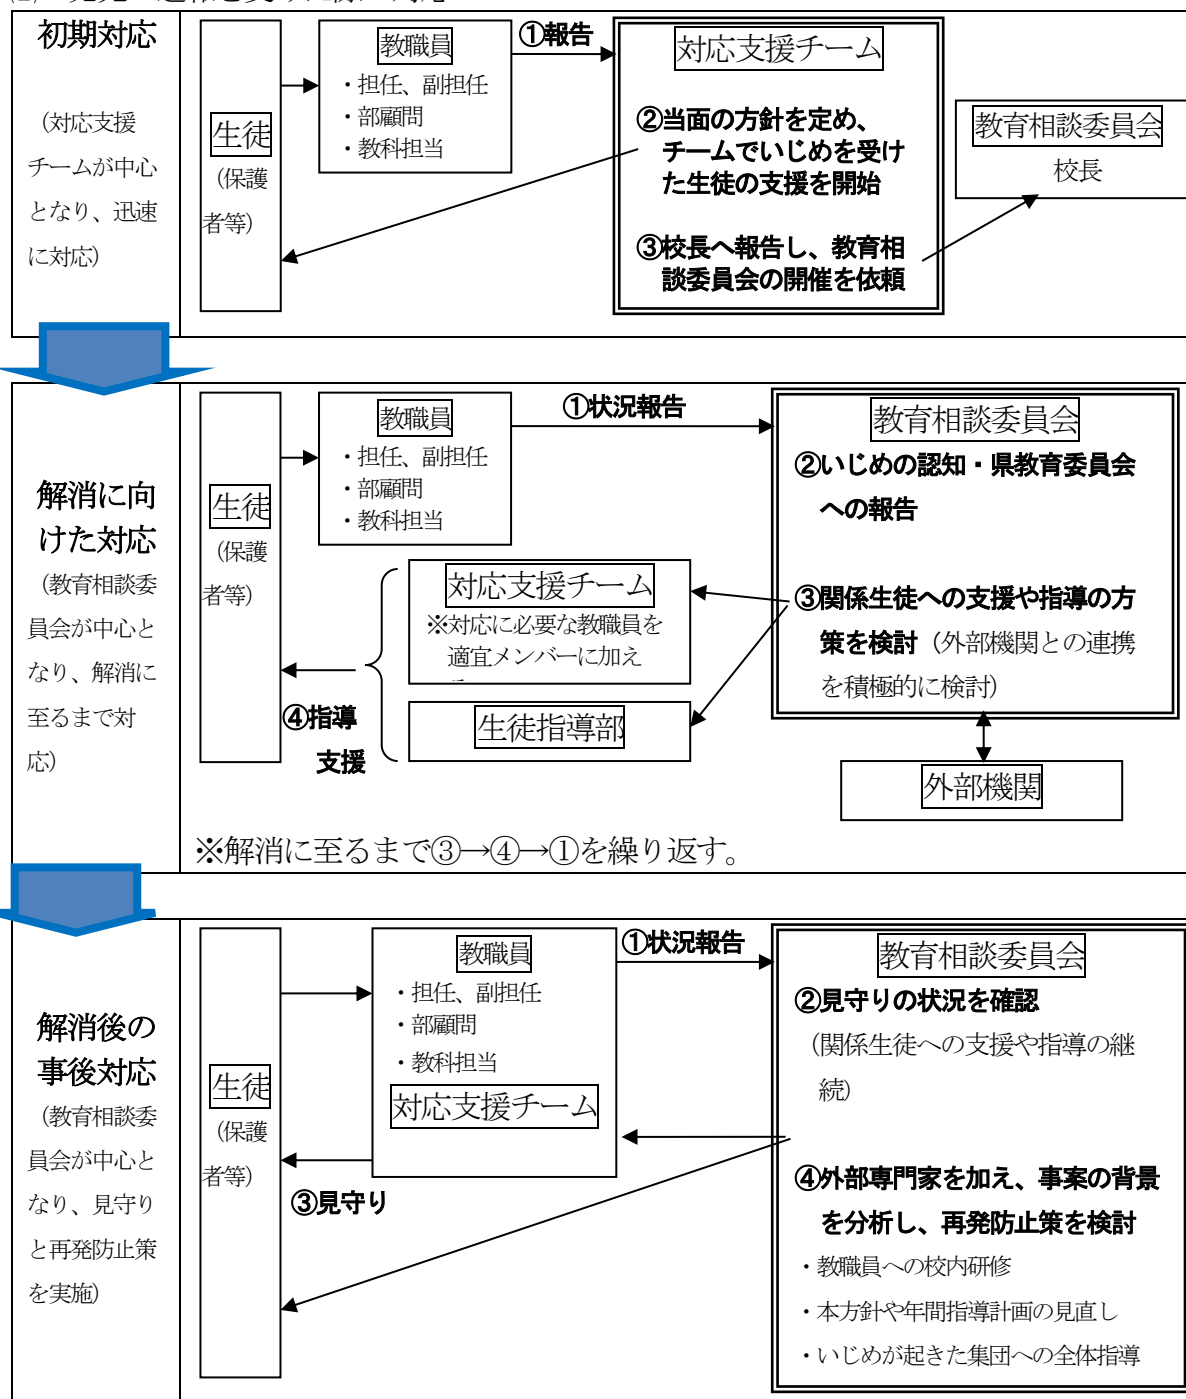 初期対応
（対応支援
チームが中心
となり、迅速
に対応）
生徒
（保護
者等）
教職員
・担任、副担任
・部顧問
・教科担当
①報告
対応支援チーム
②当面の方針を定め、
チームでいじめを受け
た生徒の支援を開始
③校長へ報告し、教育相
談委員会の開催を依頼
教育相談委員会
校長
解消に向
けた対応
（教育相談委
員会が中心と
なり、解消に
至るまで対
応）
生徒
（保護
者等）
教職員
・担任、副担任
・部顧問
・教科担当
①状況報告
教育相談委員会
②いじめの認知・県教育委員会
への報告
③関係生徒への支援や指導の方
策を検討（外部機関との連携
を積極的に検討）
対応支援チーム
※対応に必要な教職員を
適宜メンバーに加え
生徒指導部
④指導
支援
外部機関
※解消に至るまで③→④→①を繰り返す。
解消後の
事後対応
（教育相談委
員会が中心と
なり、見守り
と再発防止策
を実施）
生徒
（保護
者等）
教職員
・担任、副担任
・部顧問
・教科担当
対応支援チーム
①状況報告
③見守り
教育相談委員会
②見守りの状況を確認
（関係生徒への支援や指導の継
続）
④外部専門家を加え、事案の背景
を分析し、再発防止策を検討
・教職員への校内研修
・本方針や年間指導計画の見直し
・いじめが起きた集団への全体指導